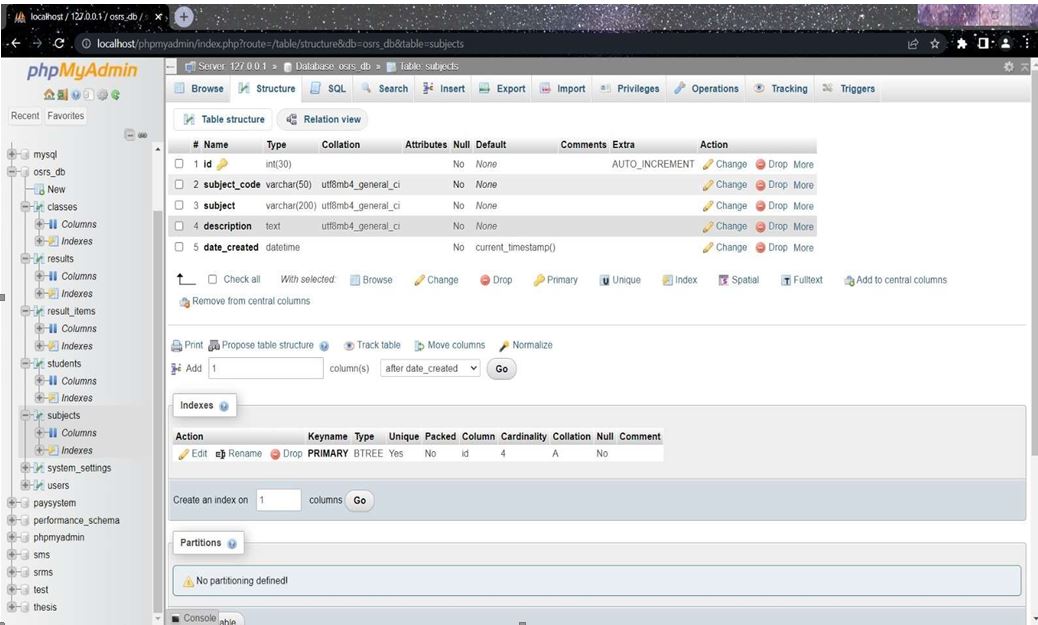 localhost / 127.0.0.1 / osrs_db /
localhost/phpmyadmin/index.php?route=/table/structure&db=osrs_db&table=subjects
phpMyAdmin
Recent Favorites
mysql
osrs_db
New
classes
Columns
Indexes
results
Columns
Indexes
result_items
Columns
Indexes
students
Columns
Indexes
subjects
Columns
Indexes
system_settings
users
paysystem
performance_schema
phpmyadmin
sms
srms
test
thesis
Server: 127.0.0.1 » Database: osrs_db » Table: subjects
Browse Structure SQL Search Insert Export Import Privileges Operations Tracking Triggers
Table structure Relation view
# Name Type Collation Attributes Null Default Comments Extra Action
1 id int(30) No None AUTO_INCREMENT Change Drop More
2 subject_code varchar(50) utf8mb4_general_ci No None Change Drop More
3 subject varchar(200) utf8mb4_general_ci No None Change Drop More
4 description text utf8mb4_general_ci No None Change Drop More
5 date_created datetime No current_timestamp() Change Drop More
Check all With selected: Browse Change Drop Primary Unique Index Spatial Fulltext Add to central columns
Remove from central columns
Print Propose table structure Track table Move columns Normalize
Add 1 column(s) after date_created Go
Indexes
Action Keyname Type Unique Packed Column Cardinality Collation Null Comment
Edit Rename Drop PRIMARY BTREE Yes No id 4 A No
Create an index on 1 columns Go
Partitions
No partitioning defined!
Console